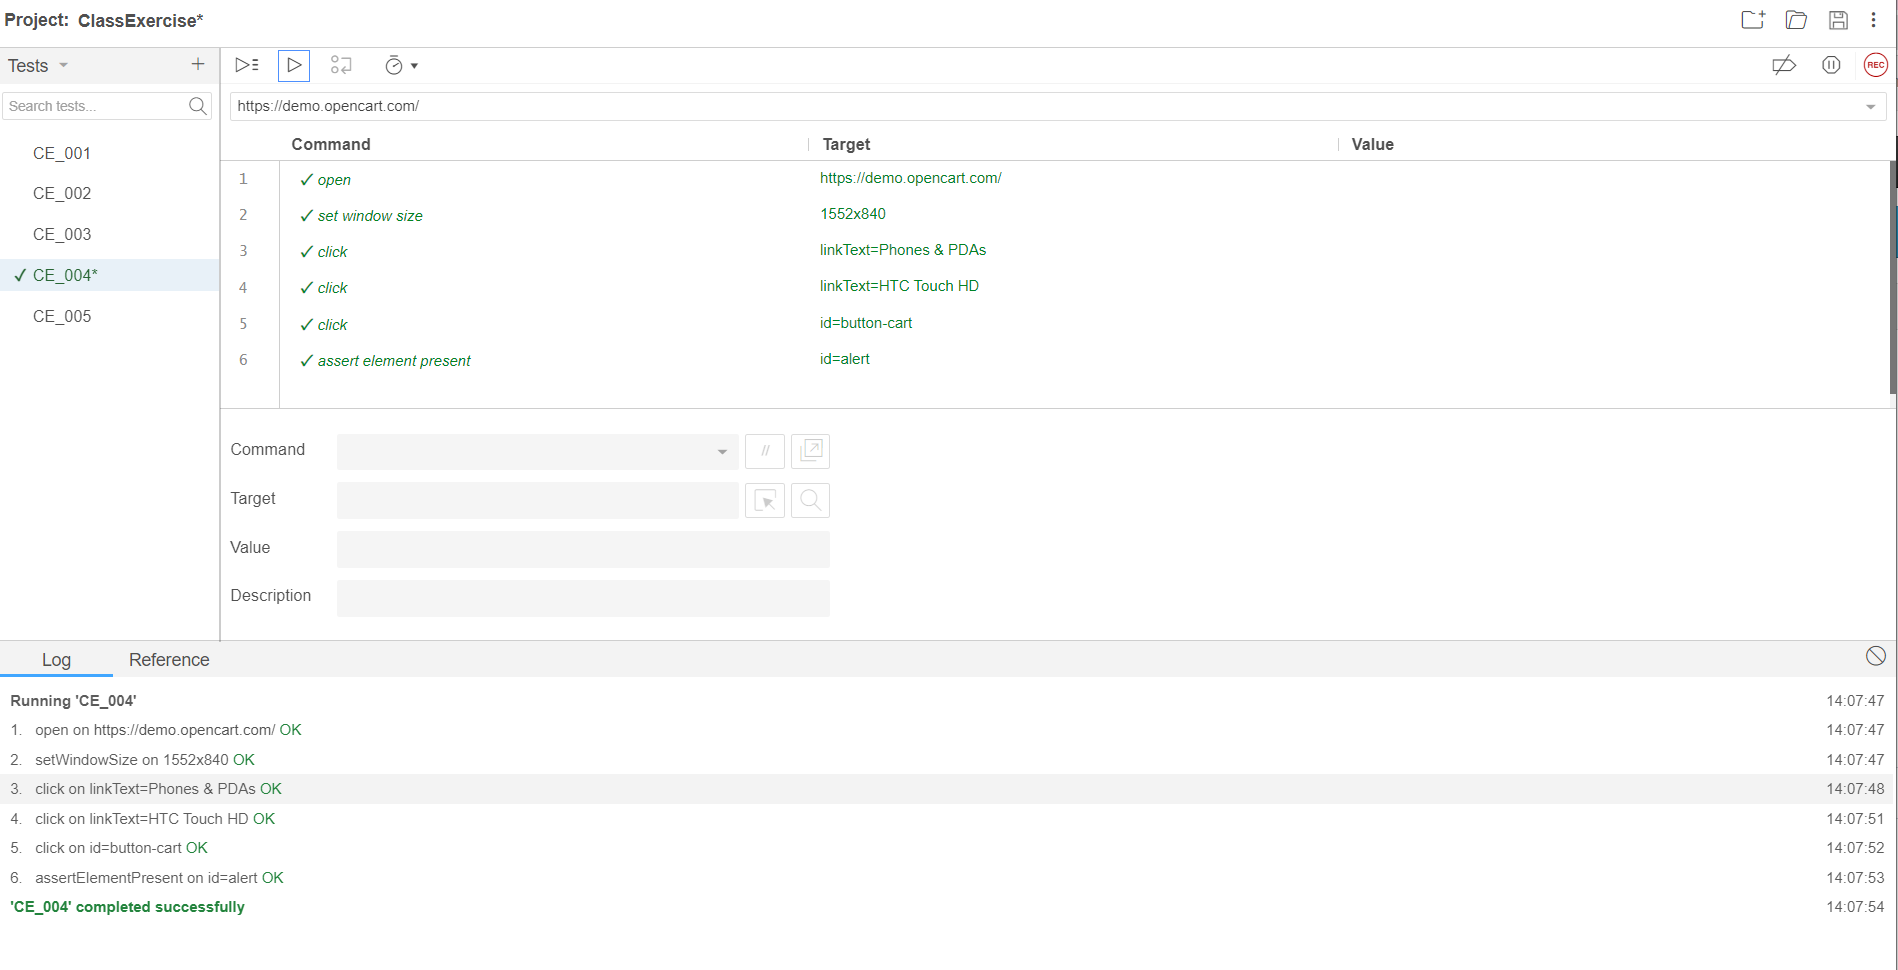 Project: ClassExercise*
Tests
Search tests...
CE_001
CE_002
CE_003
✓ CE_004*
CE_005
REC
https://demo.opencart.com/
Command Target Value
1 ✓ open https://demo.opencart.com/
2 ✓ set window size 1552x840
3 ✓ click linkText=Phones & PDAs
4 ✓ click linkText=HTC Touch HD
5 ✓ click id=button-cart
6 ✓ assert element present id=alert
Command //
Target
Value
Description
Log Reference
Running 'CE_004' 14:07:47
1. open on https://demo.opencart.com/ OK 14:07:47
2. setWindowSize on 1552x840 OK 14:07:47
3. click on linkText=Phones & PDAs OK 14:07:48
4. click on linkText=HTC Touch HD OK 14:07:51
5. click on id=button-cart OK 14:07:52
6. assertElementPresent on id=alert OK 14:07:53
'CE_004' completed successfully 14:07:54